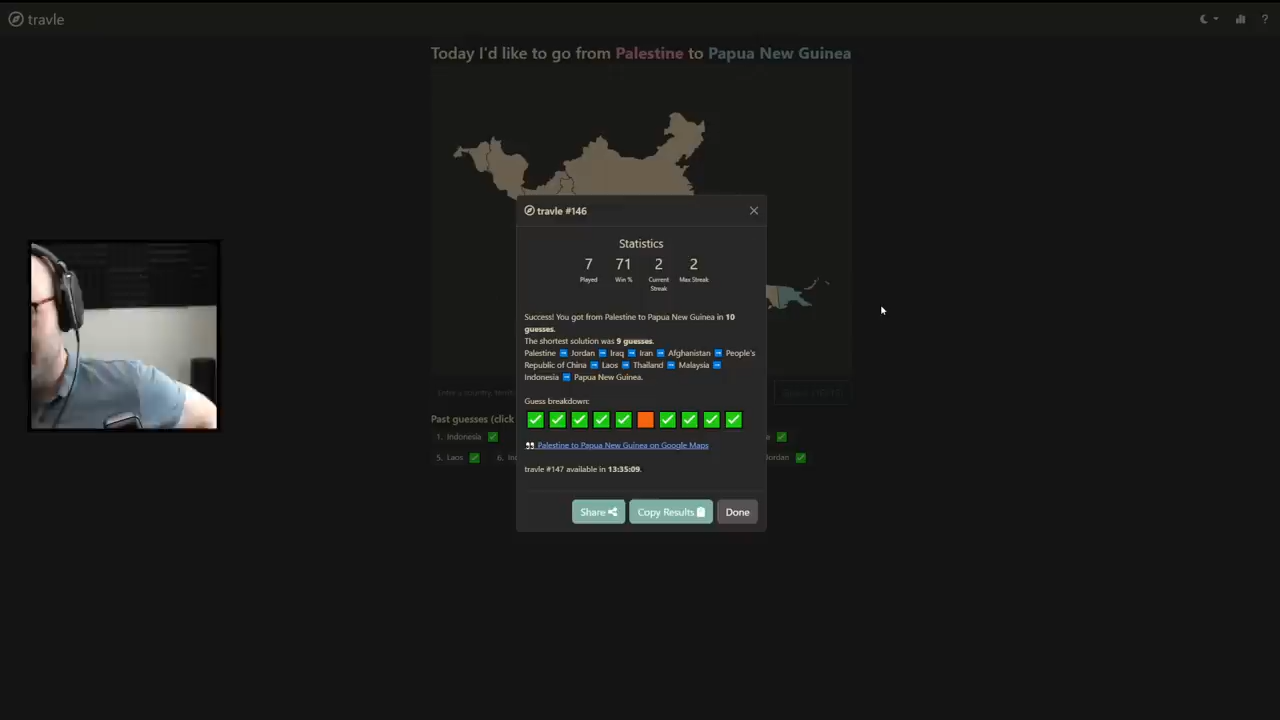 travle
?
Today I'd like to go from Palestine to Papua New Guinea
travle #146
Statistics
7 71 2 2
Played Win % Current Streak Max Streak
Success! You got from Palestine to Papua New Guinea in 10
guesses.
The shortest solution was 9 guesses.
Palestine ➡ Jordan ➡ Iraq ➡ Iran ➡ Afghanistan ➡ People's
Republic of China ➡ Laos ➡ Thailand ➡ Malaysia ➡
Indonesia ➡ Papua New Guinea.
Guess breakdown:
Palestine to Papua New Guinea on Google Maps
travle #147 available in 13:35:09.
Share
Copy Results
Done
Past guesses (click
1. Indonesia
5. Laos
6.